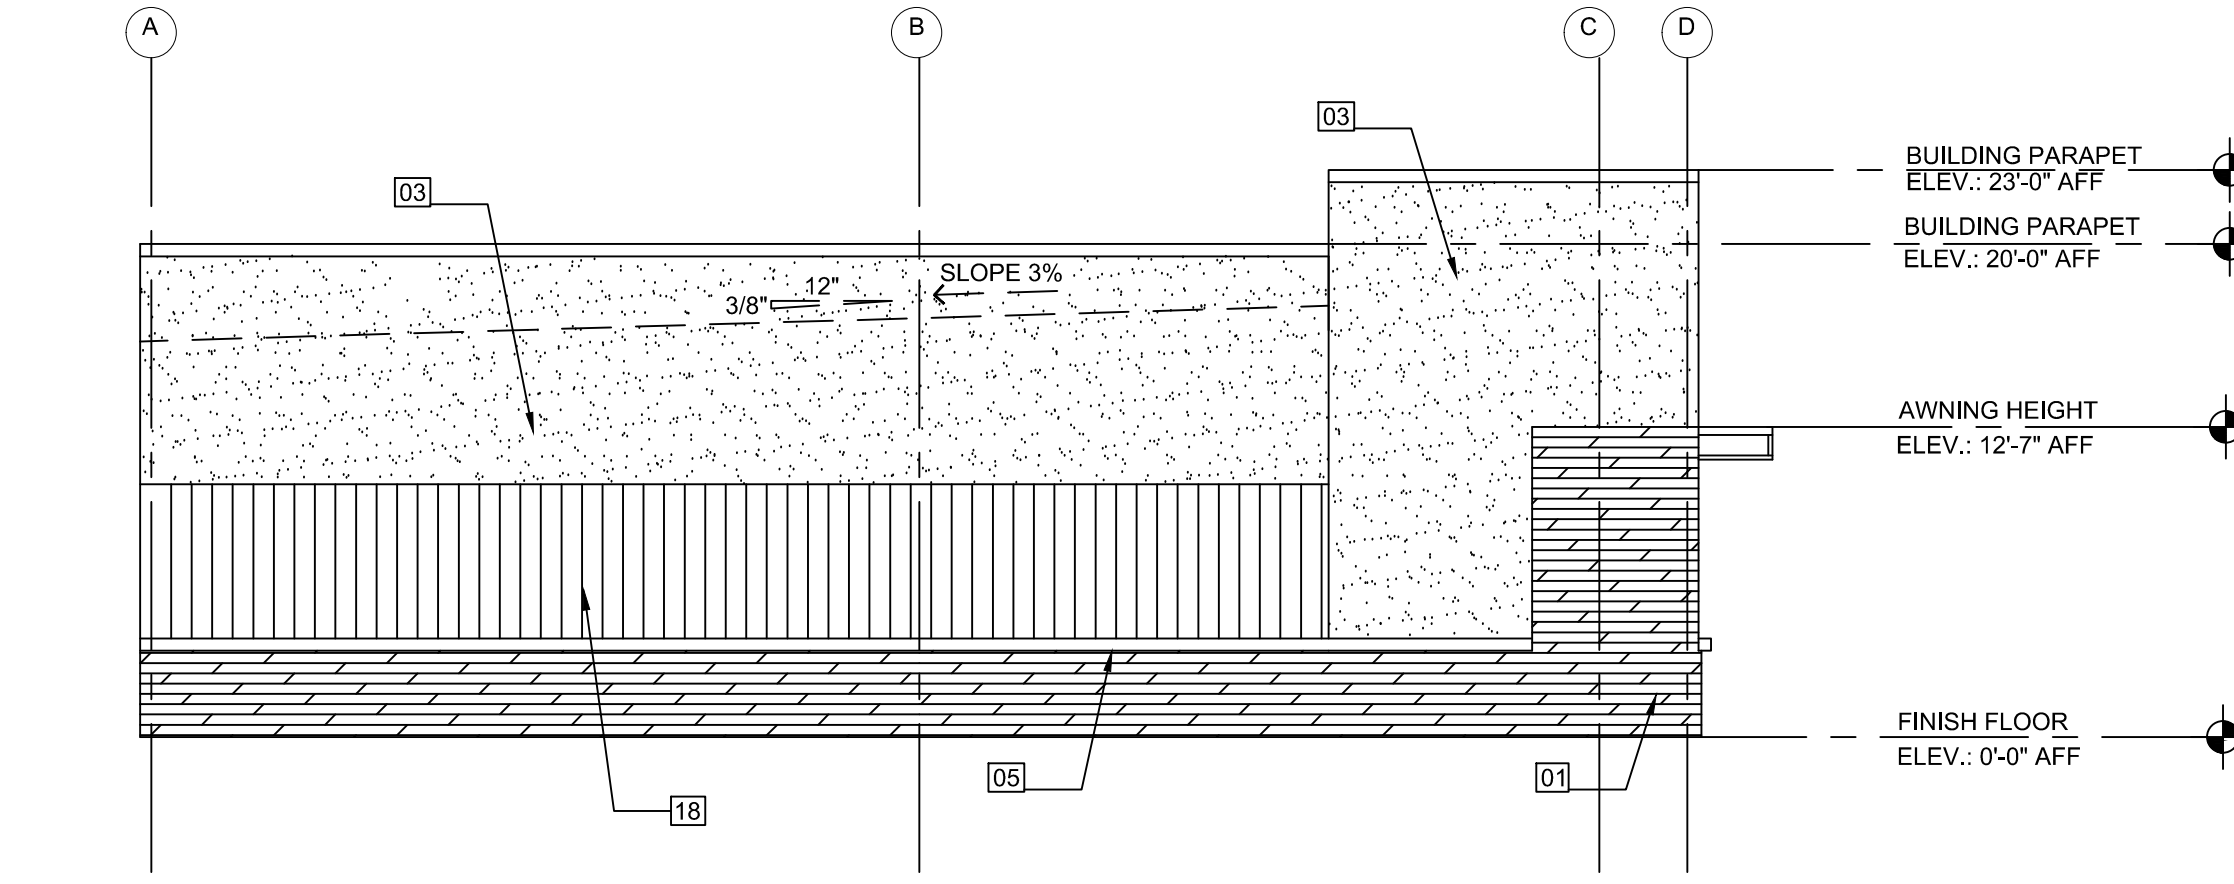 A
B
C
D
03
03
BUILDING PARAPET
ELEV.: 23'-0" AFF
BUILDING PARAPET
ELEV.: 20'-0" AFF
SLOPE 3%
12"
3/8"
AWNING HEIGHT
ELEV.: 12'-7" AFF
FINISH FLOOR
ELEV.: 0'-0" AFF
05
01
18